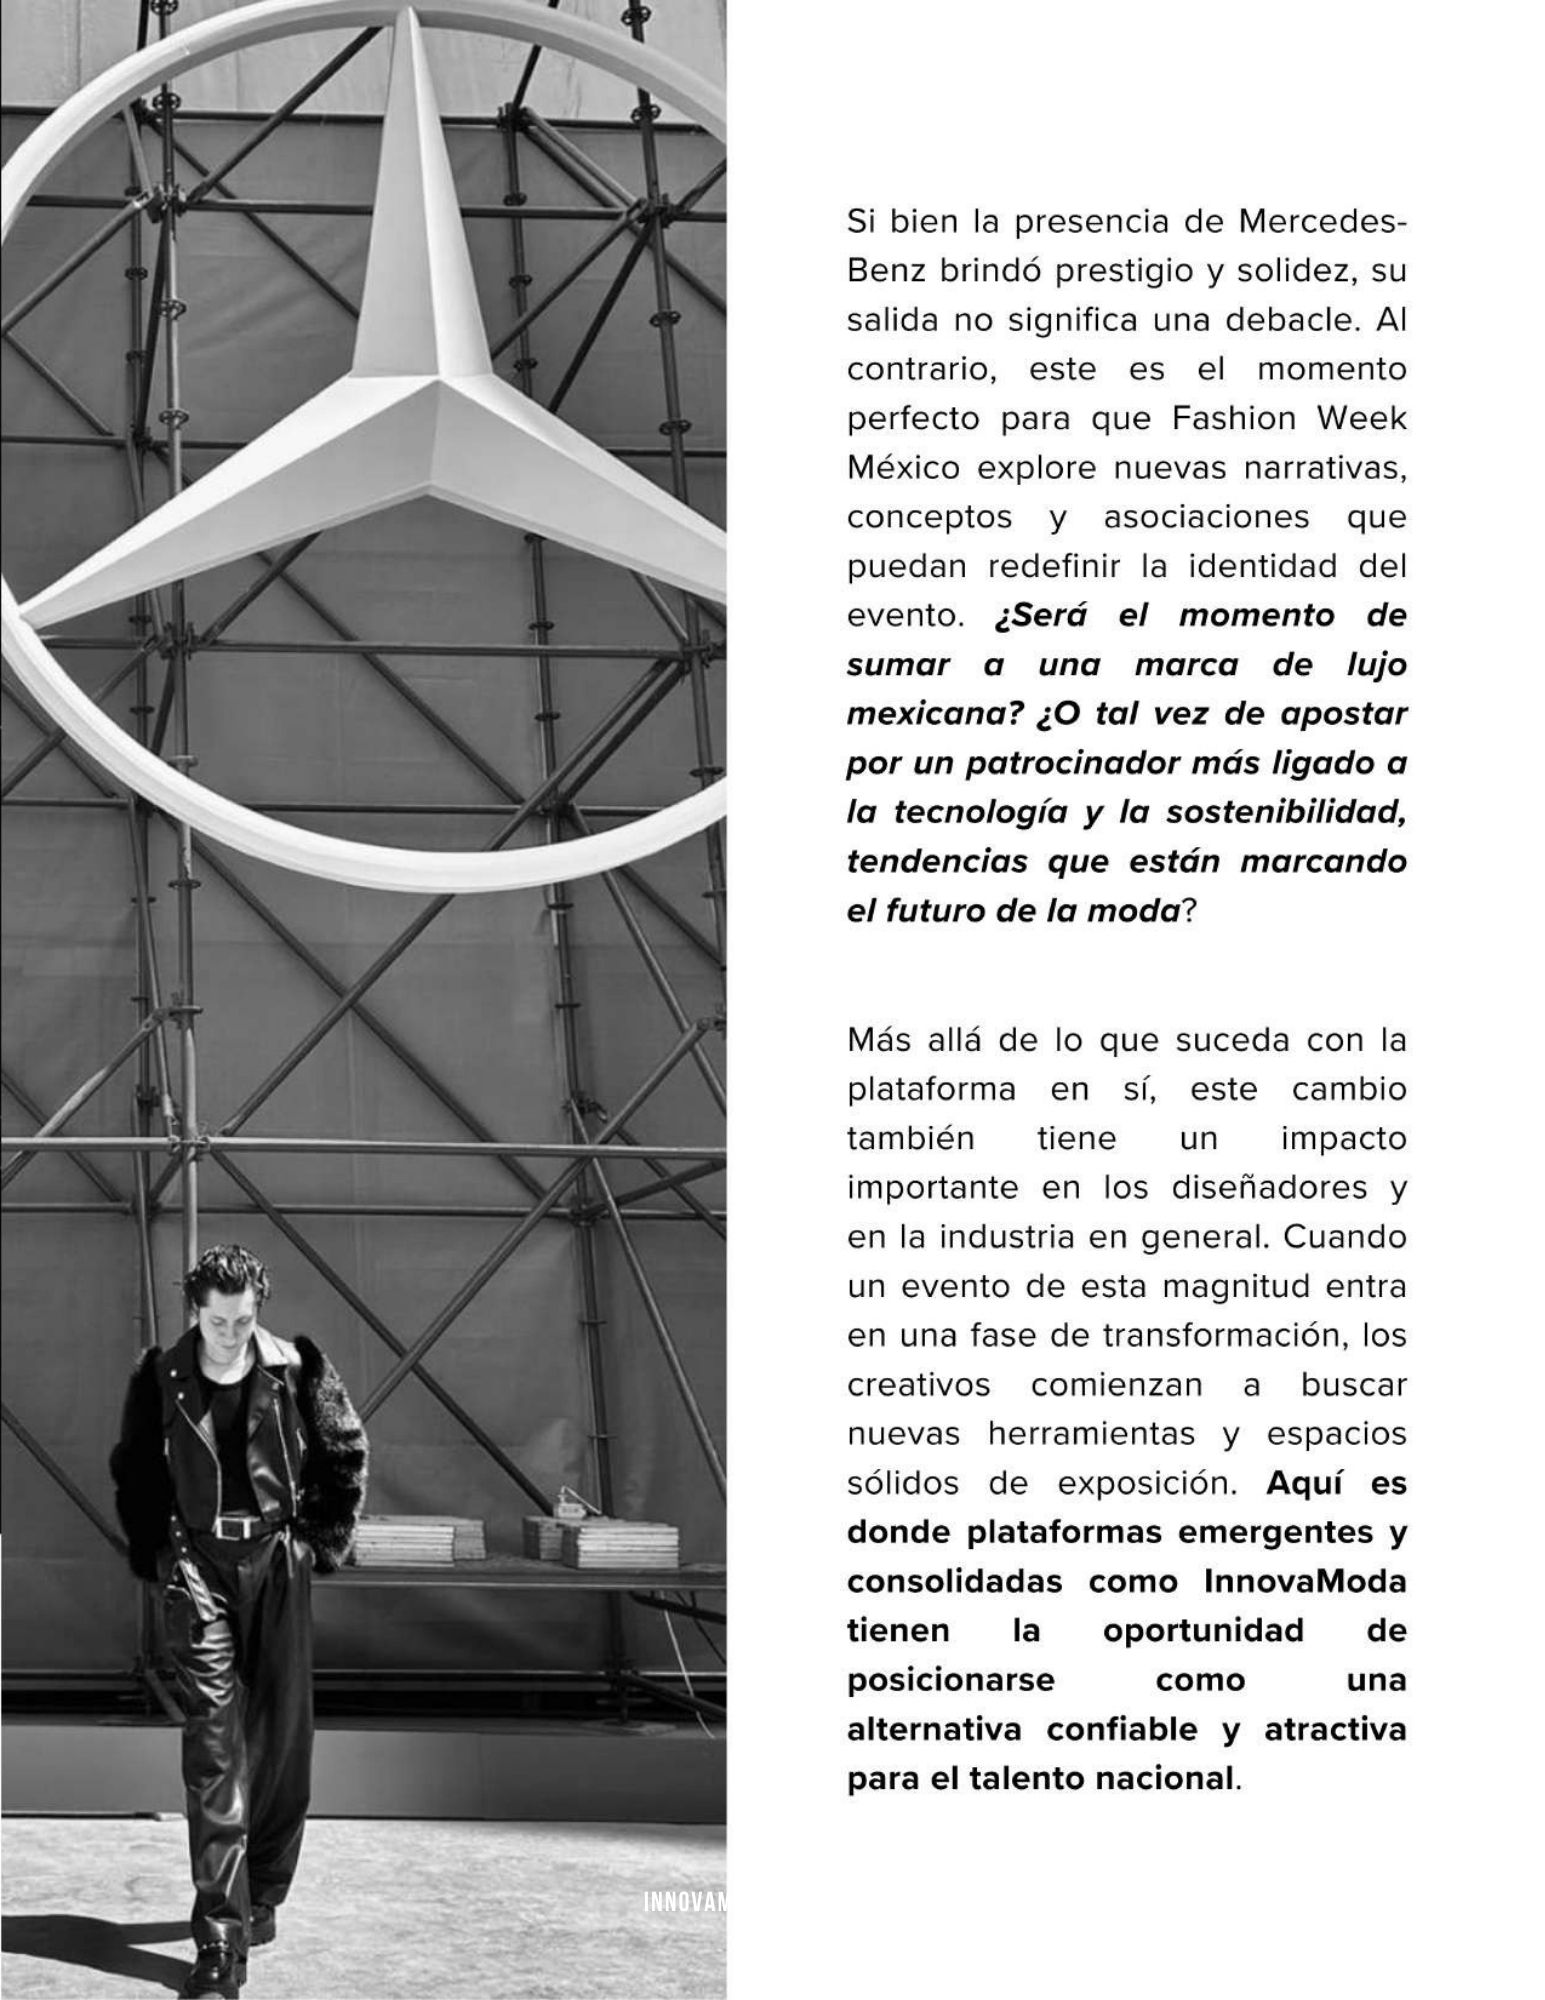 Si bien la presencia de Mercedes-
Benz brindó prestigio y solidez, su
salida no significa una debacle. Al
contrario, este es el momento
perfecto para que Fashion Week
México explore nuevas narrativas,
conceptos y asociaciones que
puedan redefinir la identidad del
evento. ¿Será el momento de
sumar a una marca de lujo
mexicana? ¿O tal vez de apostar
por un patrocinador más ligado a
la tecnología y la sostenibilidad,
tendencias que están marcando
el futuro de la moda?
Más allá de lo que suceda con la
plataforma en sí, este cambio
también tiene un impacto
importante en los diseñadores y
en la industria en general. Cuando
un evento de esta magnitud entra
en una fase de transformación, los
creativos comienzan a buscar
nuevas herramientas y espacios
sólidos de exposición. Aquí es
donde plataformas emergentes y
consolidadas como InnovaModa
tienen la oportunidad de
posicionarse como una
alternativa confiable y atractiva
para el talento nacional.
INNOVAM